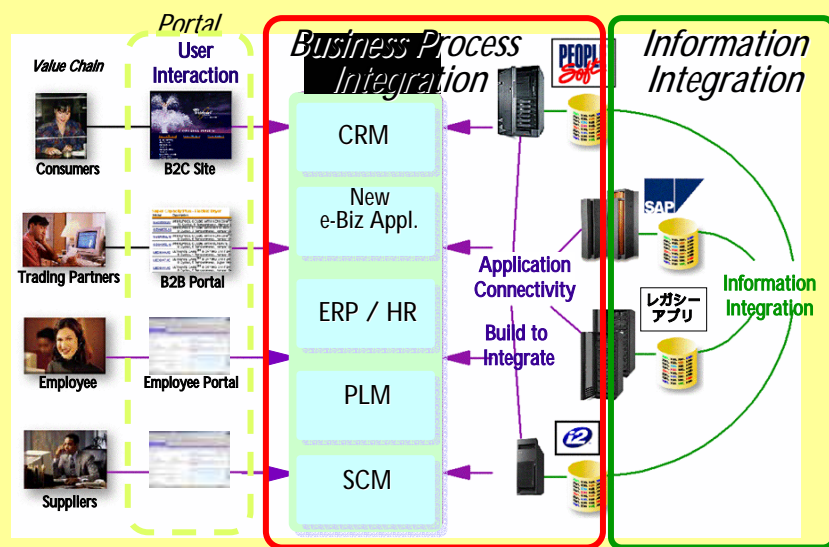 Portal
User
Interaction
Business Process
Integration
Information
Integration
Value Chain
Consumers
B2C Site
CRM
PEOPLE
Soft
New
e-Biz Appl.
SAP
Trading Partners
B2B Portal
Application
Connectivity
Information
Integration
レガシー
アプリ
ERP / HR
Build to
Integrate
Employee
Employee Portal
PLM
i2
SCM
Suppliers